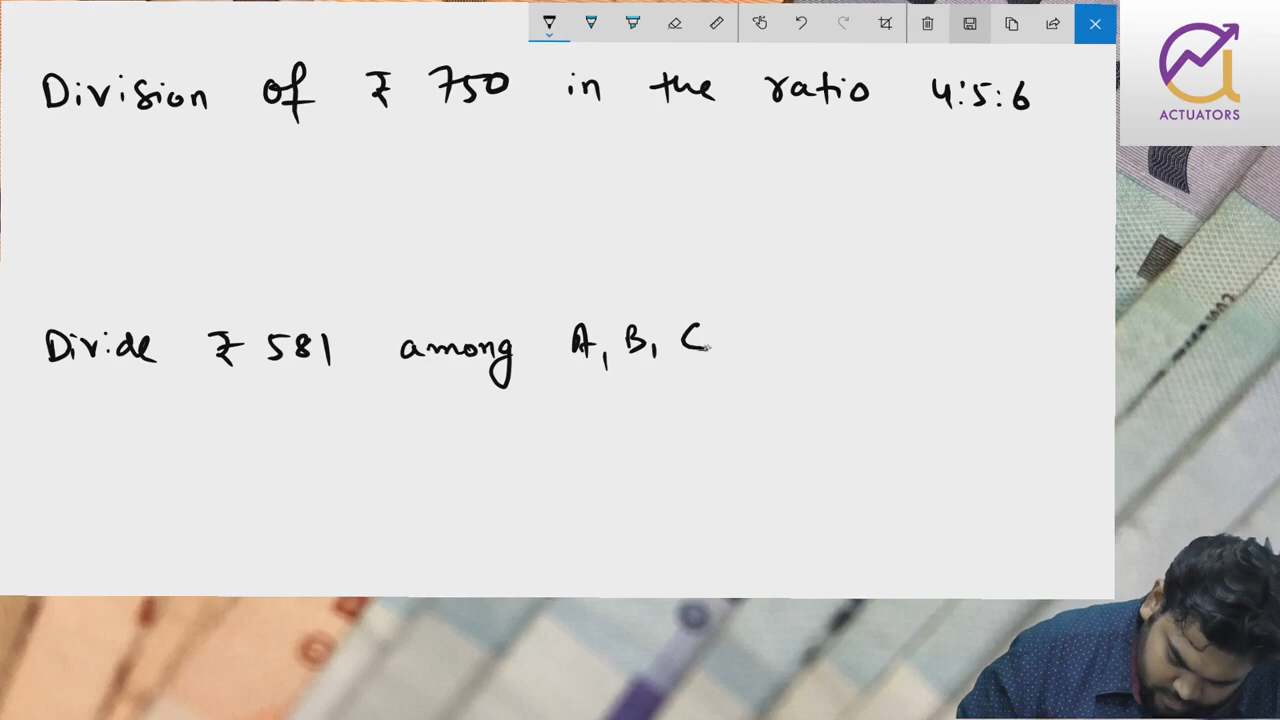 ACTUATORS
Division of ₹ 750 in the ratio 4:5:6
Divide ₹ 581 among A, B, C